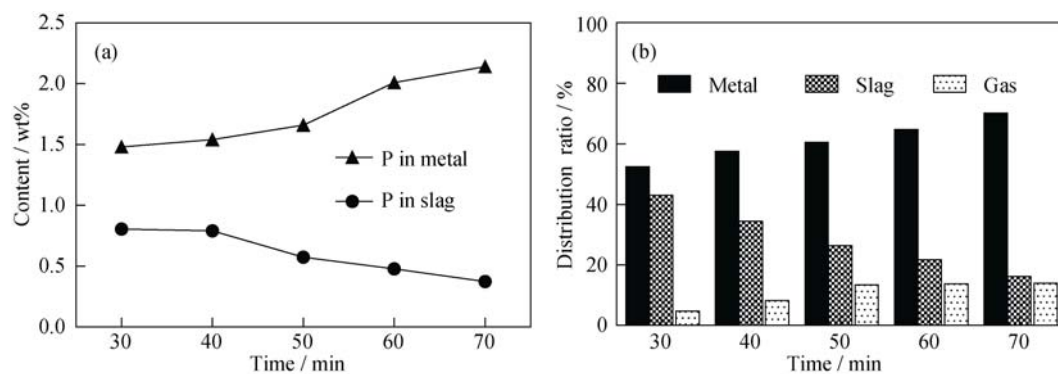 (a)
2.5
2.0
1.5
1.0
0.5
0.0
Content / wt%
P in metal
P in slag
30 40 50 60 70
Time / min
(b)
100
80
60
40
20
0
Distribution ratio / %
Metal Slag Gas
30 40 50 60 70
Time / min